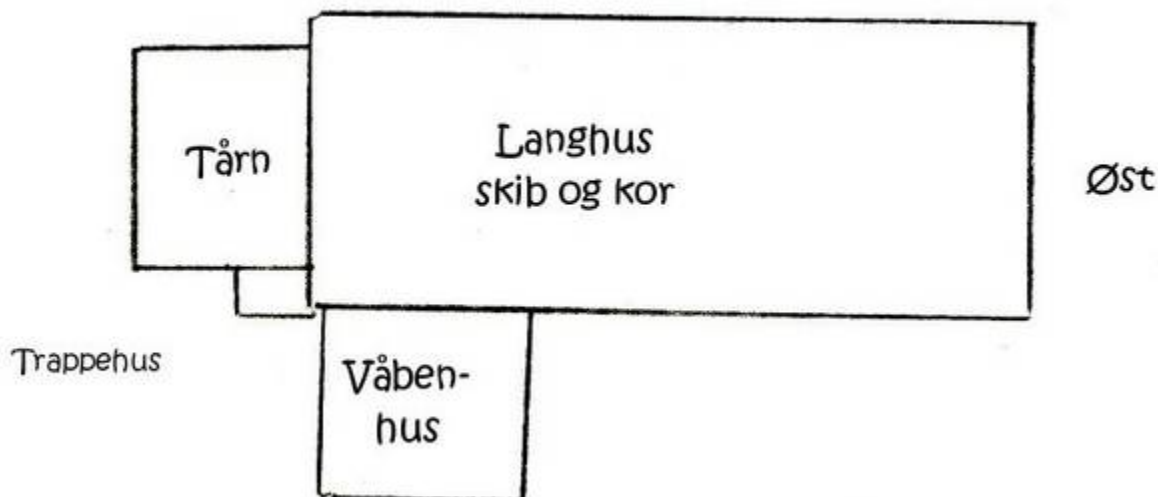 Tårn
Langhus
skib og kor
Øst
Trappehus
Våben-
hus